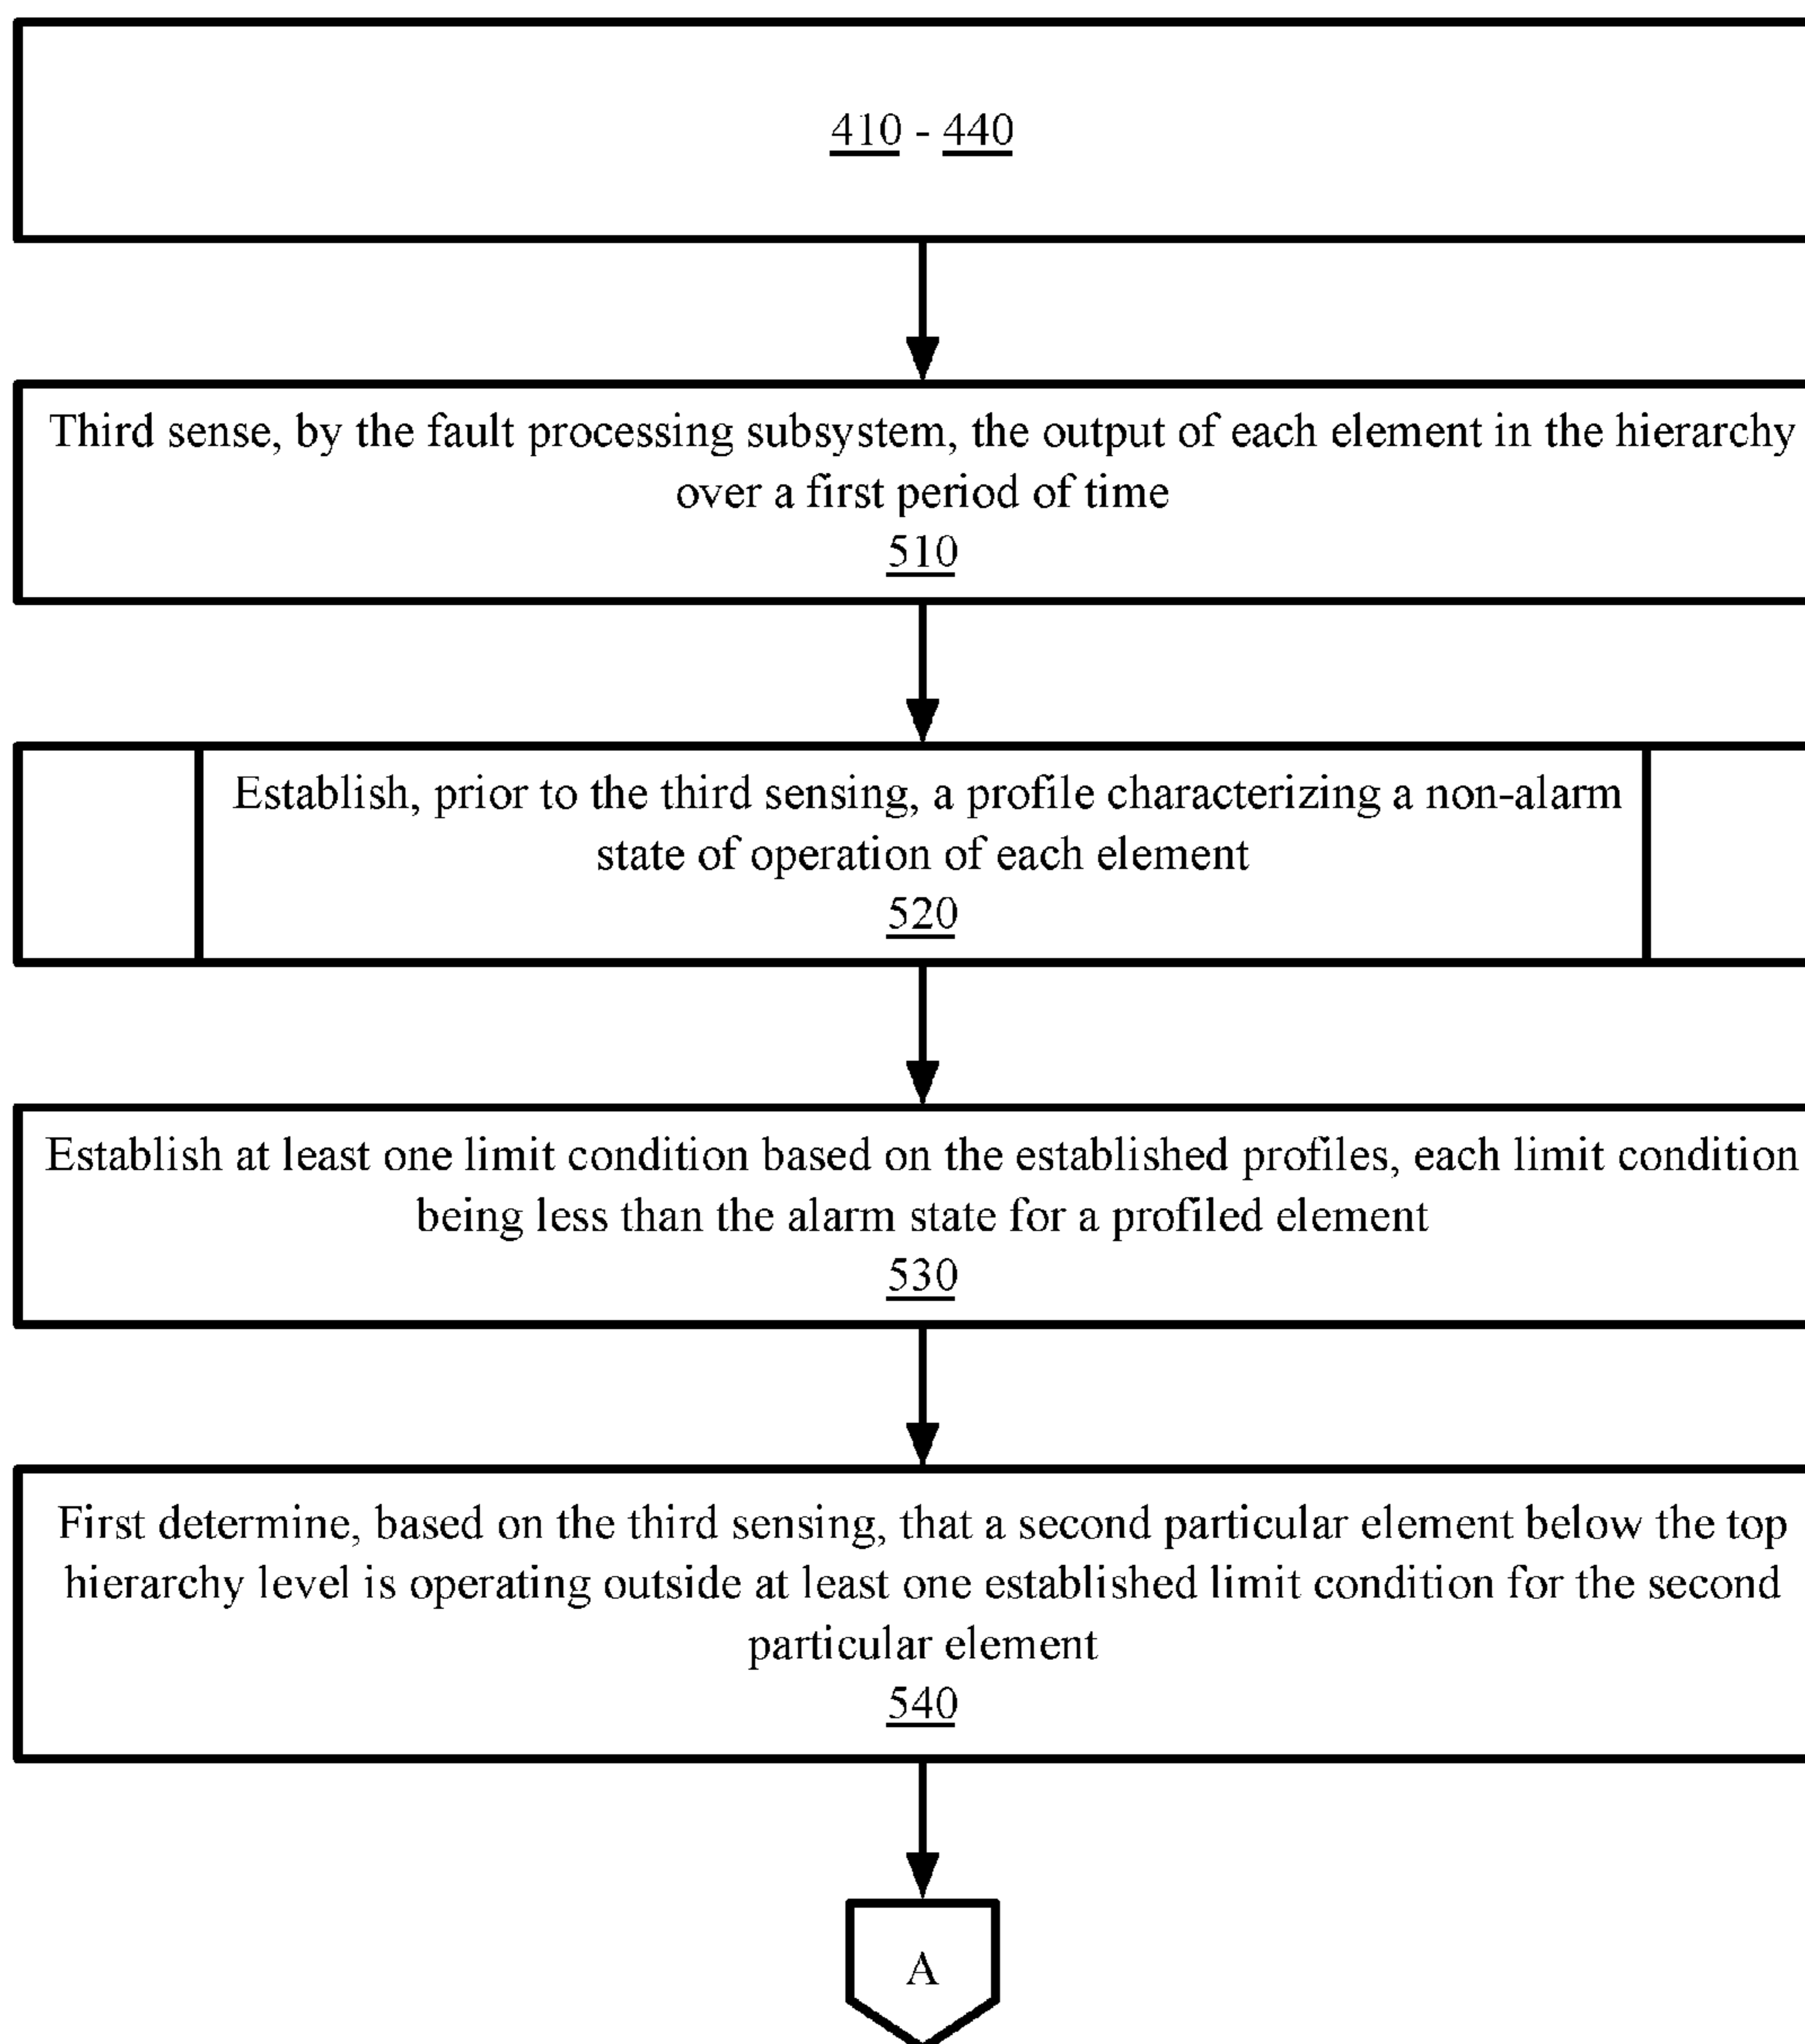 410 - 440
Third sense, by the fault processing subsystem, the output of each element in the hierarchy
over a first period of time
510
Establish, prior to the third sensing, a profile characterizing a non-alarm
state of operation of each element
520
Establish at least one limit condition based on the established profiles, each limit condition
being less than the alarm state for a profiled element
530
First determine, based on the third sensing, that a second particular element below the top
hierarchy level is operating outside at least one established limit condition for the second
particular element
540
A